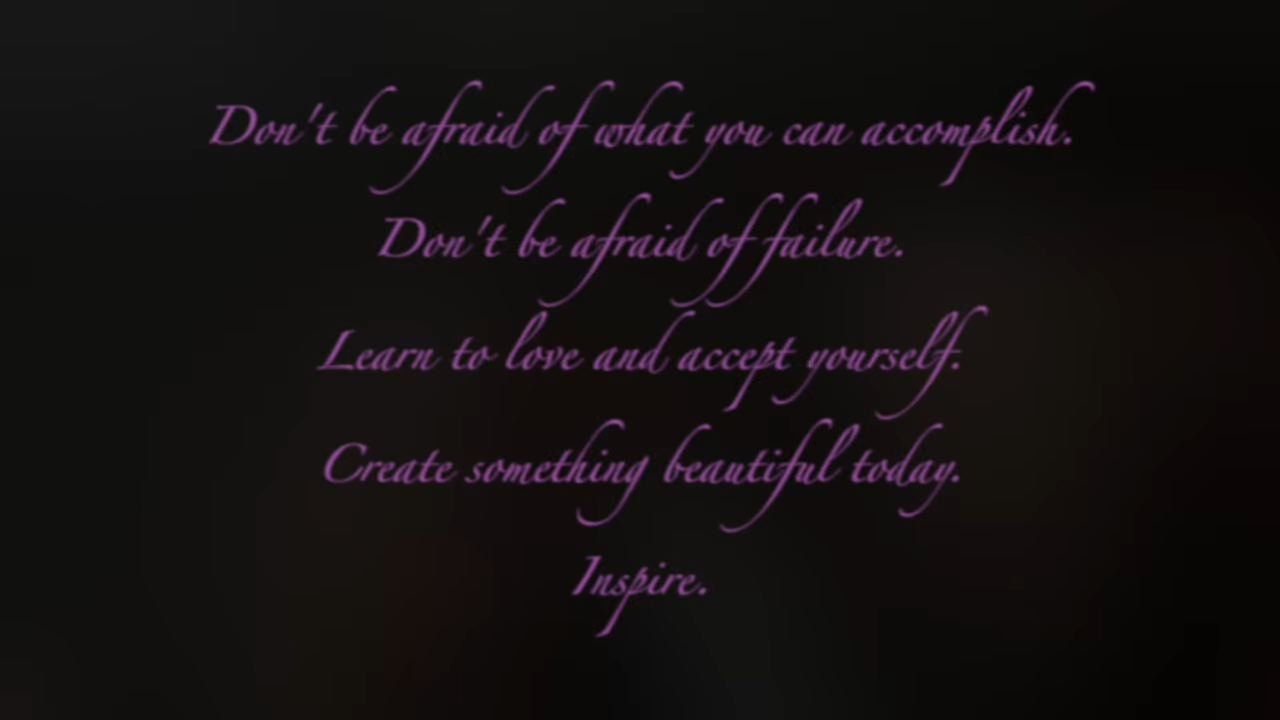 Don't be afraid of what you can accomplish.
Don't be afraid of failure.
Learn to love and accept yourself.
Create something beautiful today.
Inspire.